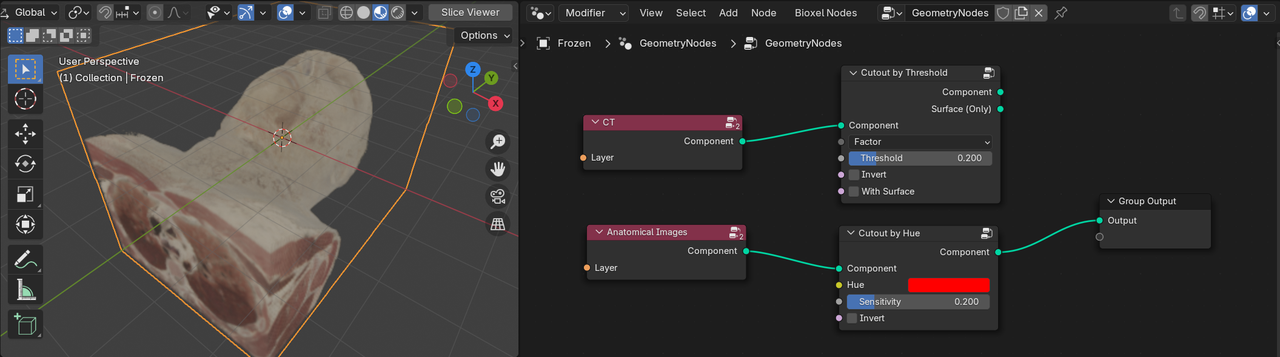 Global
Slice Viewer
Options
User Perspective
(1) Collection | Frozen
Z
Y
X
Modifier
View
Select
Add
Node
Bioxel Nodes
GeometryNodes
Frozen
GeometryNodes
GeometryNodes
CT
2
Component
Layer
Anatomical Images
2
Component
Layer
Cutout by Threshold
Component
Surface (Only)
Component
Factor
Threshold 0.200
Invert
With Surface
Cutout by Hue
Component
Component
Hue
Sensitivity 0.200
Invert
Group Output
Output